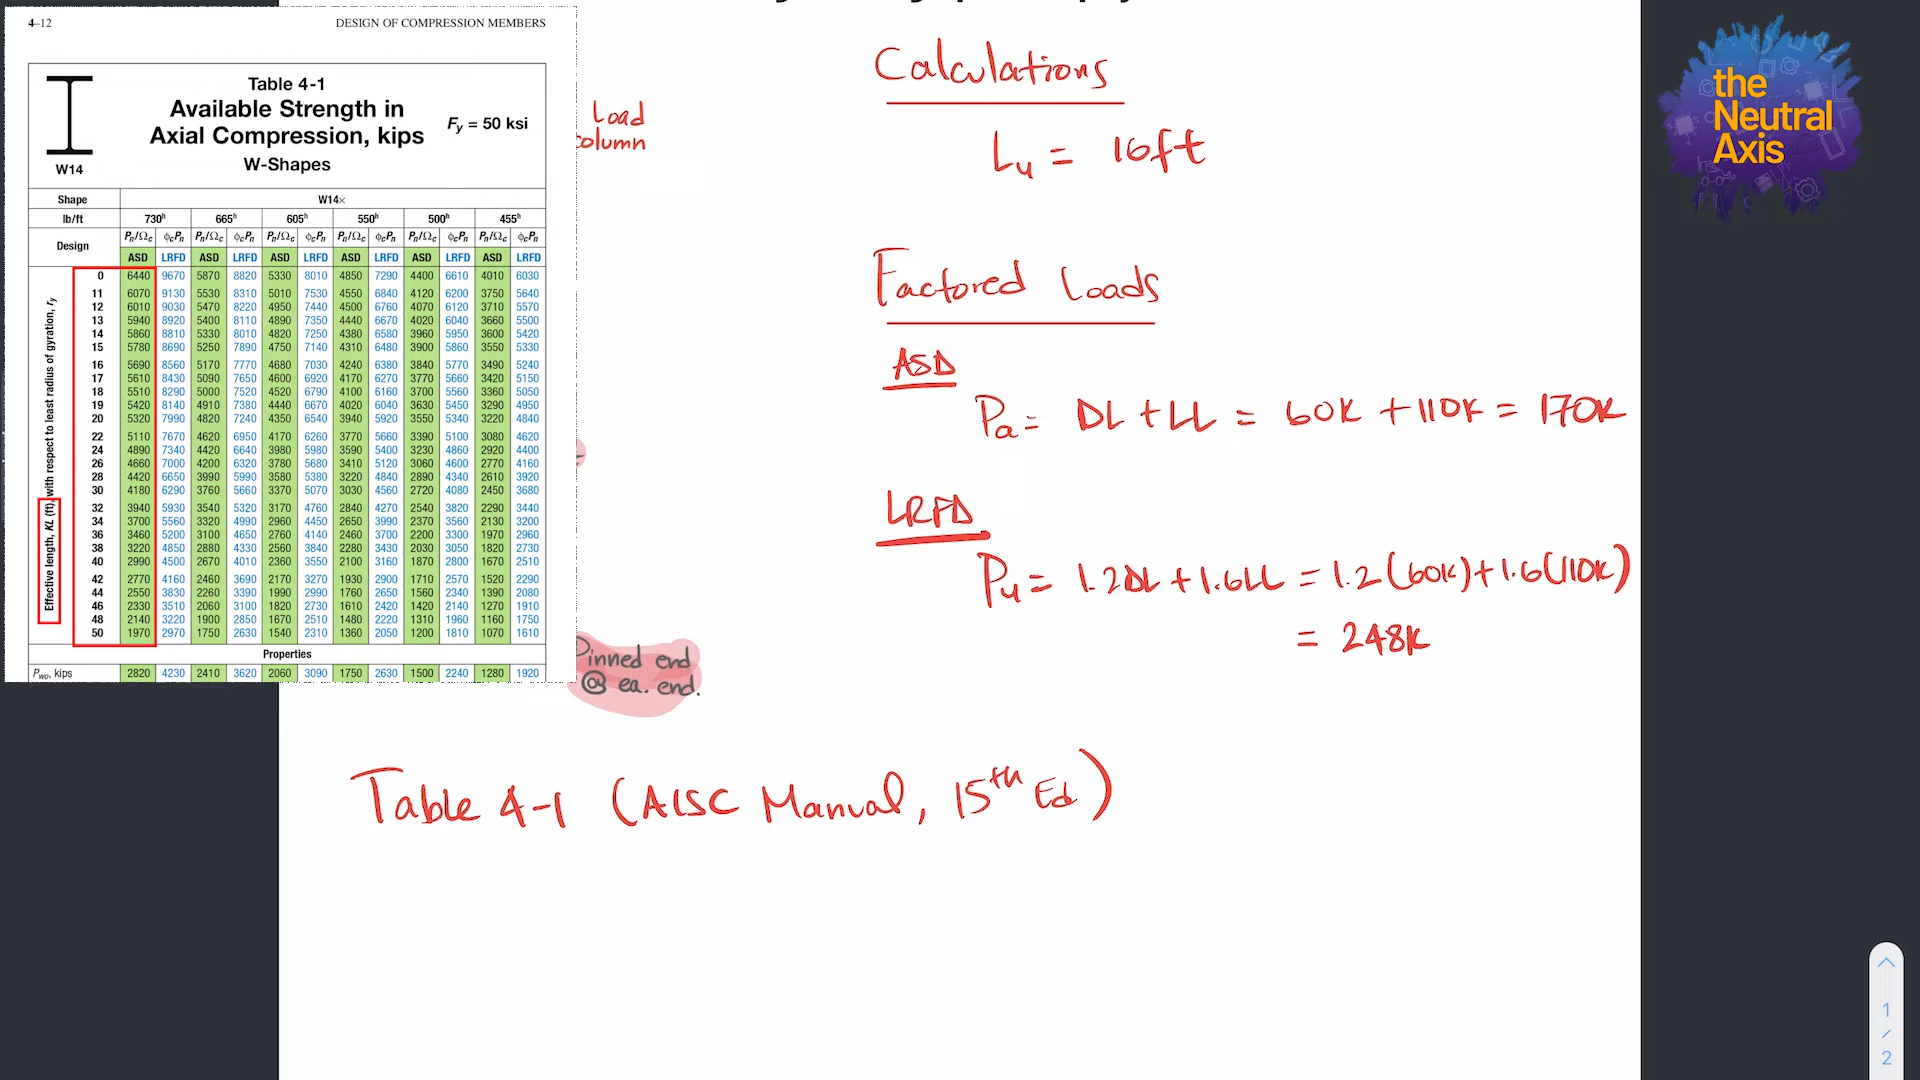 4–12 DESIGN OF COMPRESSION MEMBERS
Table 4-1
Available Strength in
Axial Compression, kips
W-Shapes
Fy = 50 ksi
W14
Shape W14×
lb/ft 730h 665h 605h 550h 500h 455h
Design Pn/Ωc ϕcPn Pn/Ωc ϕcPn Pn/Ωc ϕcPn Pn/Ωc ϕcPn Pn/Ωc ϕcPn Pn/Ωc ϕcPn
ASD LRFD ASD LRFD ASD LRFD ASD LRFD ASD LRFD ASD LRFD
Effective length, KL (ft), with respect to least radius of gyration, ry
0 6440 9670 5870 8820 5330 8010 4850 7290 4400 6610 4010 6030
11 6070 9130 5530 8310 5010 7530 4550 6840 4120 6200 3750 5640
12 6010 9030 5470 8220 4950 7440 4500 6760 4070 6120 3710 5570
13 5940 8920 5400 8110 4890 7350 4440 6670 4020 6040 3660 5500
14 5860 8810 5330 8010 4820 7250 4380 6580 3960 5950 3600 5420
15 5780 8690 5250 7890 4750 7140 4310 6480 3900 5860 3550 5330
16 5690 8560 5170 7770 4680 7030 4240 6380 3840 5770 3490 5240
17 5610 8430 5090 7650 4600 6920 4170 6270 3770 5660 3420 5150
18 5510 8290 5000 7520 4520 6790 4100 6160 3700 5560 3360 5050
19 5420 8140 4910 7380 4440 6670 4020 6040 3630 5450 3290 4950
20 5320 7990 4820 7240 4350 6540 3940 5920 3550 5340 3220 4840
22 5110 7670 4620 6950 4170 6260 3770 5660 3390 5100 3080 4620
24 4890 7340 4420 6640 3980 5980 3590 5400 3230 4860 2920 4400
26 4660 7000 4200 6320 3780 5680 3410 5120 3060 4600 2770 4160
28 4420 6650 3990 5990 3580 5380 3220 4840 2890 4340 2610 3920
30 4180 6290 3760 5660 3370 5070 3030 4560 2720 4080 2450 3680
32 3940 5930 3540 5320 3170 4760 2840 4270 2540 3820 2290 3440
34 3700 5560 3320 4990 2960 4450 2650 3990 2370 3560 2130 3200
36 3460 5200 3100 4650 2760 4140 2460 3700 2200 3300 1970 2960
38 3220 4850 2880 4330 2560 3840 2280 3430 2030 3050 1820 2730
40 2990 4500 2670 4010 2360 3550 2100 3160 1870 2800 1670 2510
42 2770 4160 2460 3690 2170 3270 1930 2900 1710 2570 1520 2290
44 2550 3830 2260 3390 1990 2990 1760 2650 1560 2340 1390 2080
46 2330 3510 2060 3100 1820 2730 1610 2420 1420 2140 1270 1910
48 2140 3220 1900 2850 1670 2510 1480 2220 1310 1960 1160 1750
50 1970 2970 1750 2630 1540 2310 1360 2050 1200 1810 1070 1610
Properties
Pwo, kips 2820 4230 2410 3620 2060 3090 1750 2630 1500 2240 1280 1920
Load
column
Pinned end
@ ea. end.
Calculations
Lu = 16ft
Factored Loads
ASD
Pa = DL + LL = 60k + 110k = 170k
LRFD
Pu = 1.2DL + 1.6LL = 1.2(60k) + 1.6(110k)
= 248k
Table 4-1 (AISC Manual, 15th Ed)
the
Neutral
Axis
1
/
2